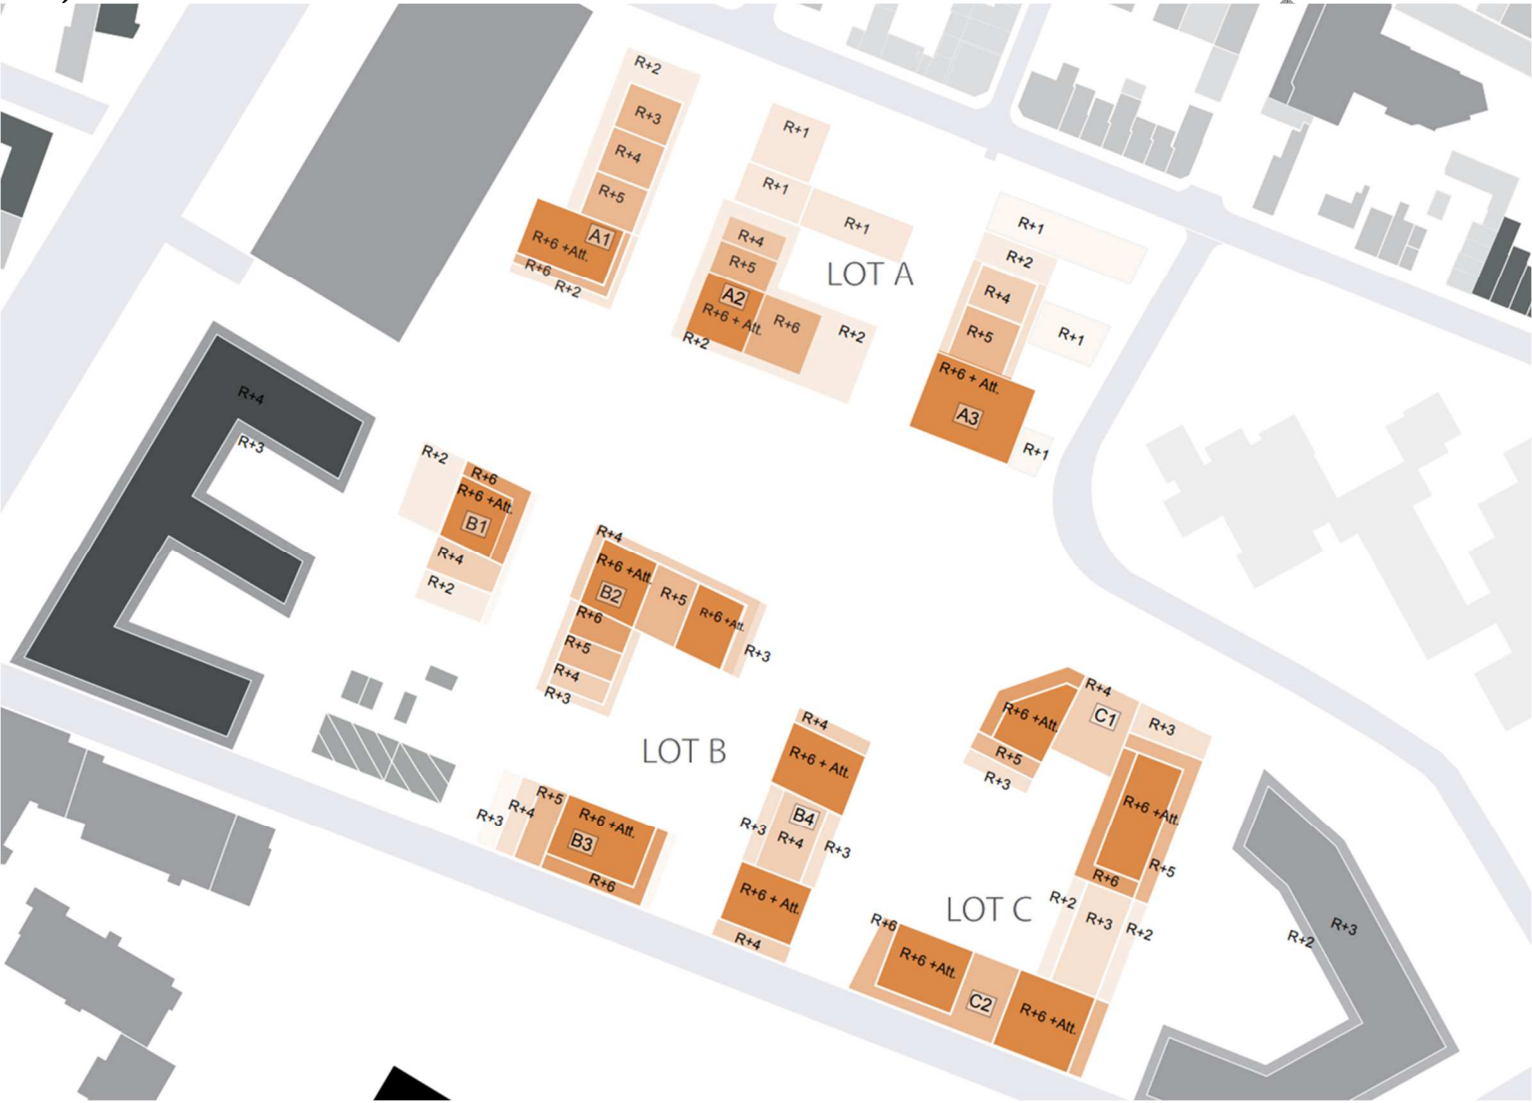 R+2
R+3
R+4
R+5
A1
R+6 +Att.
R+6
R+2
R+1
R+1
R+1
R+4
R+5
A2
R+6 + Att.
R+6
R+2
R+2
LOT A
R+1
R+2
R+4
R+5
R+1
R+6 + Att.
A3
R+1
R+4
R+3
R+2
R+6
R+6 +Att.
B1
R+4
R+2
R+4
R+6 +Att.
B2
R+5
R+6 +Att.
R+6
R+5
R+4
R+3
R+3
LOT B
R+3
R+4
R+5
R+6 +Att.
B3
R+6
R+4
R+6 + Att.
B4
R+3
R+4
R+3
R+6 + Att.
R+4
R+4
C1
R+3
R+6 +Att.
R+5
R+3
R+6 +Att.
R+5
R+6
LOT C
R+2
R+3
R+2
R+6
R+6 +Att.
C2
R+6 +Att.
R+3
R+2